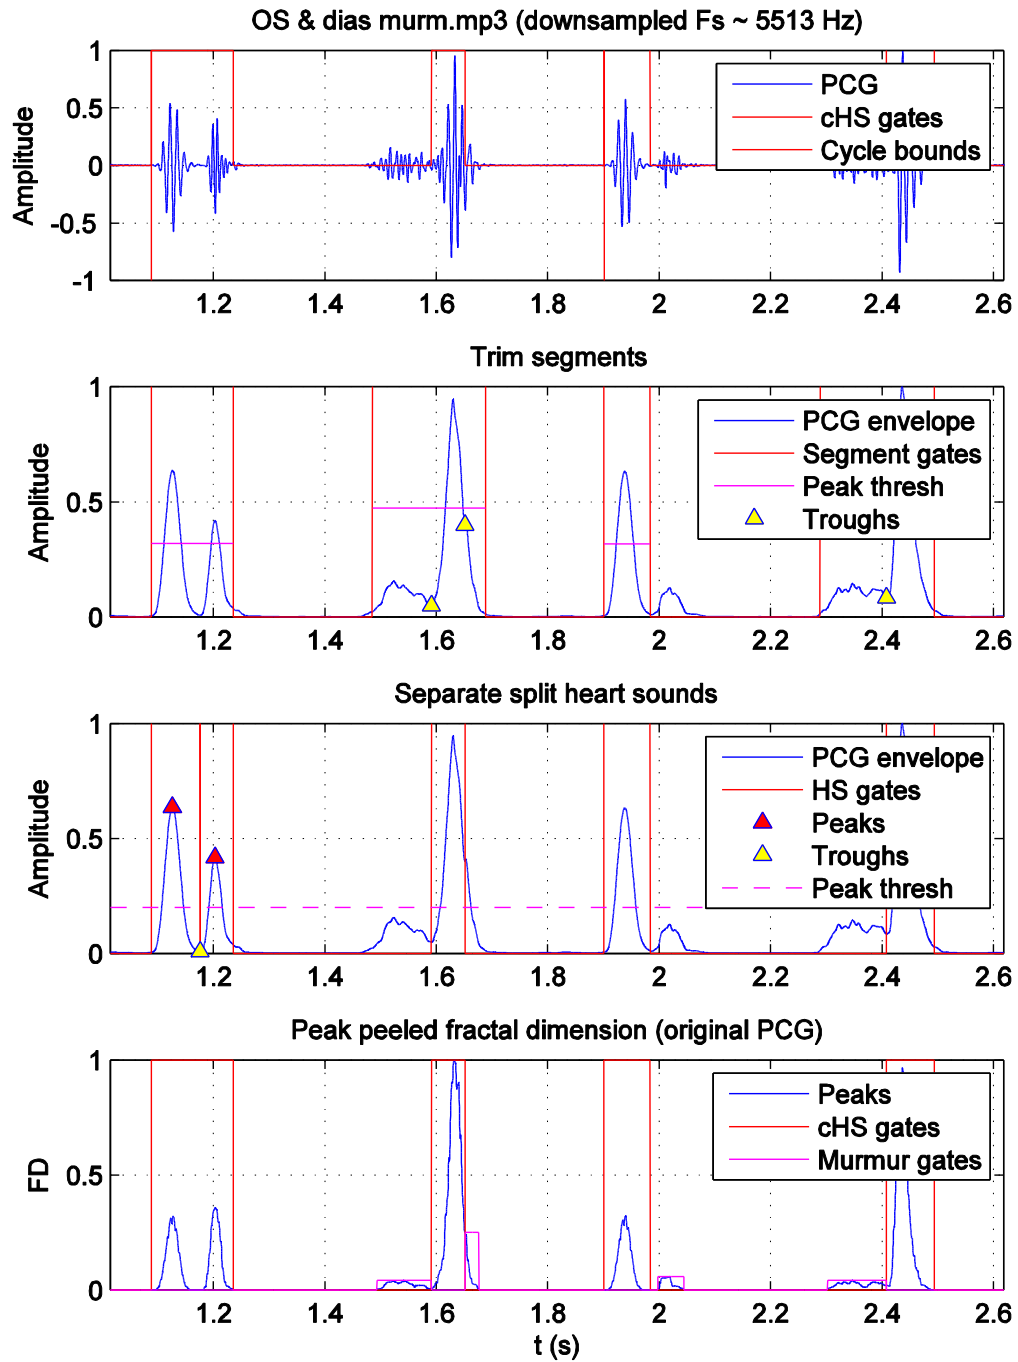 OS & dias murm.mp3 (downsampled Fs ~ 5513 Hz)
1
0.5
0
-0.5
-1
Amplitude
PCG
cHS gates
Cycle bounds
1.2 1.4 1.6 1.8 2 2.2 2.4 2.6
Trim segments
1
0.5
0
Amplitude
PCG envelope
Segment gates
Peak thresh
Troughs
1.2 1.4 1.6 1.8 2 2.2 2.4 2.6
Separate split heart sounds
1
0.5
0
Amplitude
PCG envelope
HS gates
Peaks
Troughs
Peak thresh
1.2 1.4 1.6 1.8 2 2.2 2.4 2.6
Peak peeled fractal dimension (original PCG)
1
0.5
0
FD
Peaks
cHS gates
Murmur gates
1.2 1.4 1.6 1.8 2 2.2 2.4 2.6
t (s)